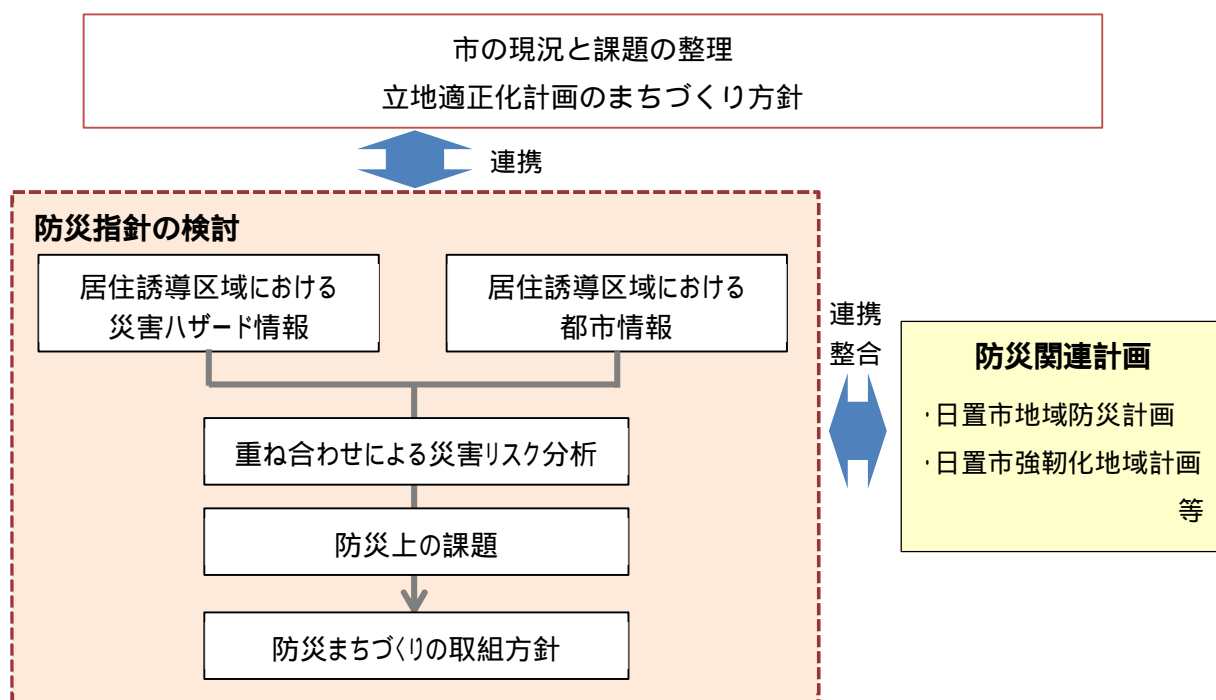 市の現況と課題の整理
立地適正化計画のまちづくり方針
連携
防災指針の検討
居住誘導区域における
災害ハザード情報
居住誘導区域における
都市情報
重ね合わせによる災害リスク分析
防災上の課題
防災まちづくりの取組方針
連携
整合
防災関連計画
・日置市地域防災計画
・日置市強靭化地域計画
等